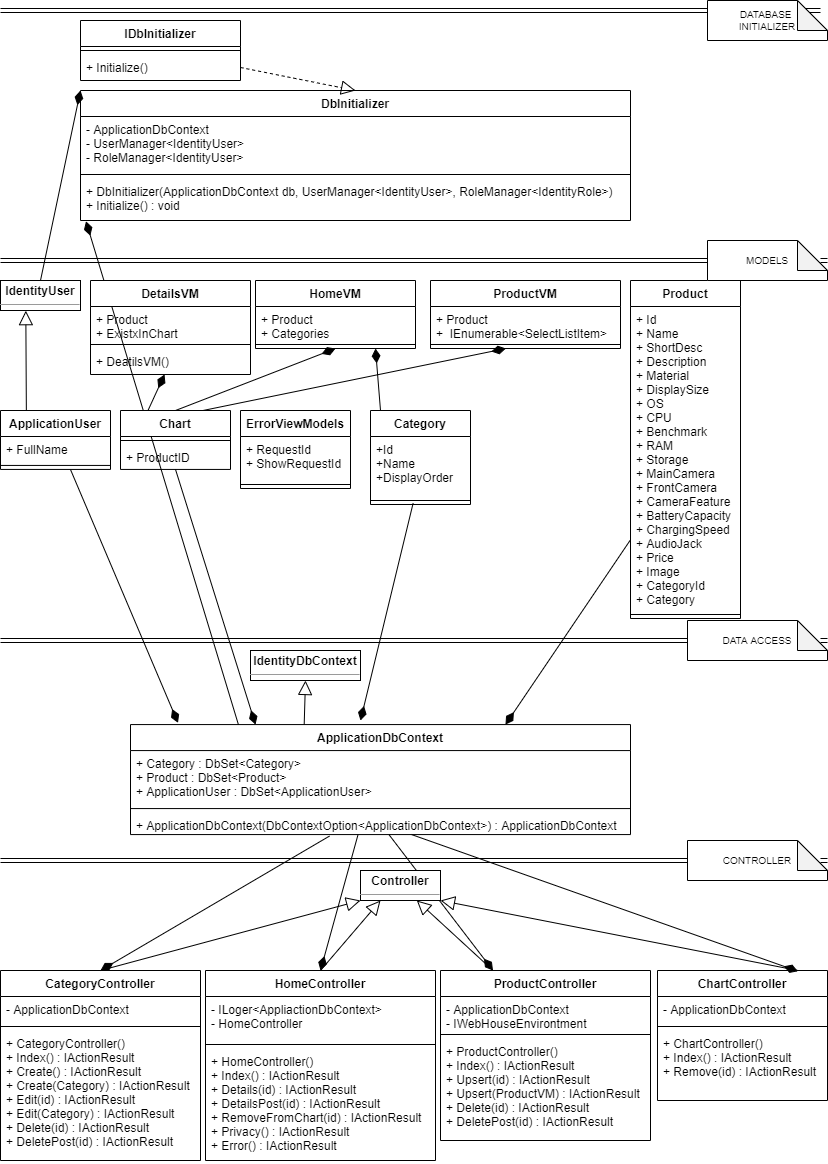 DATABASE
INITIALIZER
IDbInitializer
+ Initialize()
DbInitializer
- ApplicationDbContext
- UserManager<IdentityUser>
- RoleManager<IdentityUser>
+ DbInitializer(ApplicationDbContext db, UserManager<IdentityUser>, RoleManager<IdentityRole>)
+ Initialize() : void
MODELS
IdentityUser
DetailsVM
+ Product
+ ExistxInChart
+ DeatilsVM()
HomeVM
+ Product
+ Categories
ProductVM
+ Product
+ IEnumerable<SelectListItem>
Product
+ Id
+ Name
+ ShortDesc
+ Description
+ Material
+ DisplaySize
+ OS
+ CPU
+ Benchmark
+ RAM
+ Storage
+ MainCamera
+ FrontCamera
+ CameraFeature
+ BatteryCapacity
+ ChargingSpeed
+ AudioJack
+ Price
+ Image
+ CategoryId
+ Category
ApplicationUser
+ FullName
Chart
+ ProductID
ErrorViewModels
+ RequestId
+ ShowRequestId
Category
+Id
+Name
+DisplayOrder
DATA ACCESS
IdentityDbContext
ApplicationDbContext
+ Category : DbSet<Category>
+ Product : DbSet<Product>
+ ApplicationUser : DbSet<ApplicationUser>
+ ApplicationDbContext(DbContextOption<ApplicationDbContext>) : ApplicationDbContext
CONTROLLER
Controller
CategoryController
- ApplicationDbContext
+ CategoryController()
+ Index() : IActionResult
+ Create() : IActionResult
+ Create(Category) : IActionResult
+ Edit(id) : IActionResult
+ Edit(Category) : IActionResult
+ Delete(id) : IActionResult
+ DeletePost(id) : IActionResult
HomeController
- ILoger<AppliactionDbContext>
- HomeController
+ HomeController()
+ Index() : IActionResult
+ Details(id) : IActionResult
+ DetailsPost(id) : IActionResult
+ RemoveFromChart(id) : IActionResult
+ Privacy() : IActionResult
+ Error() : IActionResult
ProductController
- ApplicationDbContext
- IWebHouseEnvirontment
+ ProductController()
+ Index() : IActionResult
+ Upsert(id) : IActionResult
+ Upsert(ProductVM) : IActionResult
+ Delete(id) : IActionResult
+ DeletePost(id) : IActionResult
ChartController
- ApplicationDbContext
+ ChartController()
+ Index() : IActionResult
+ Remove(id) : IActionResult